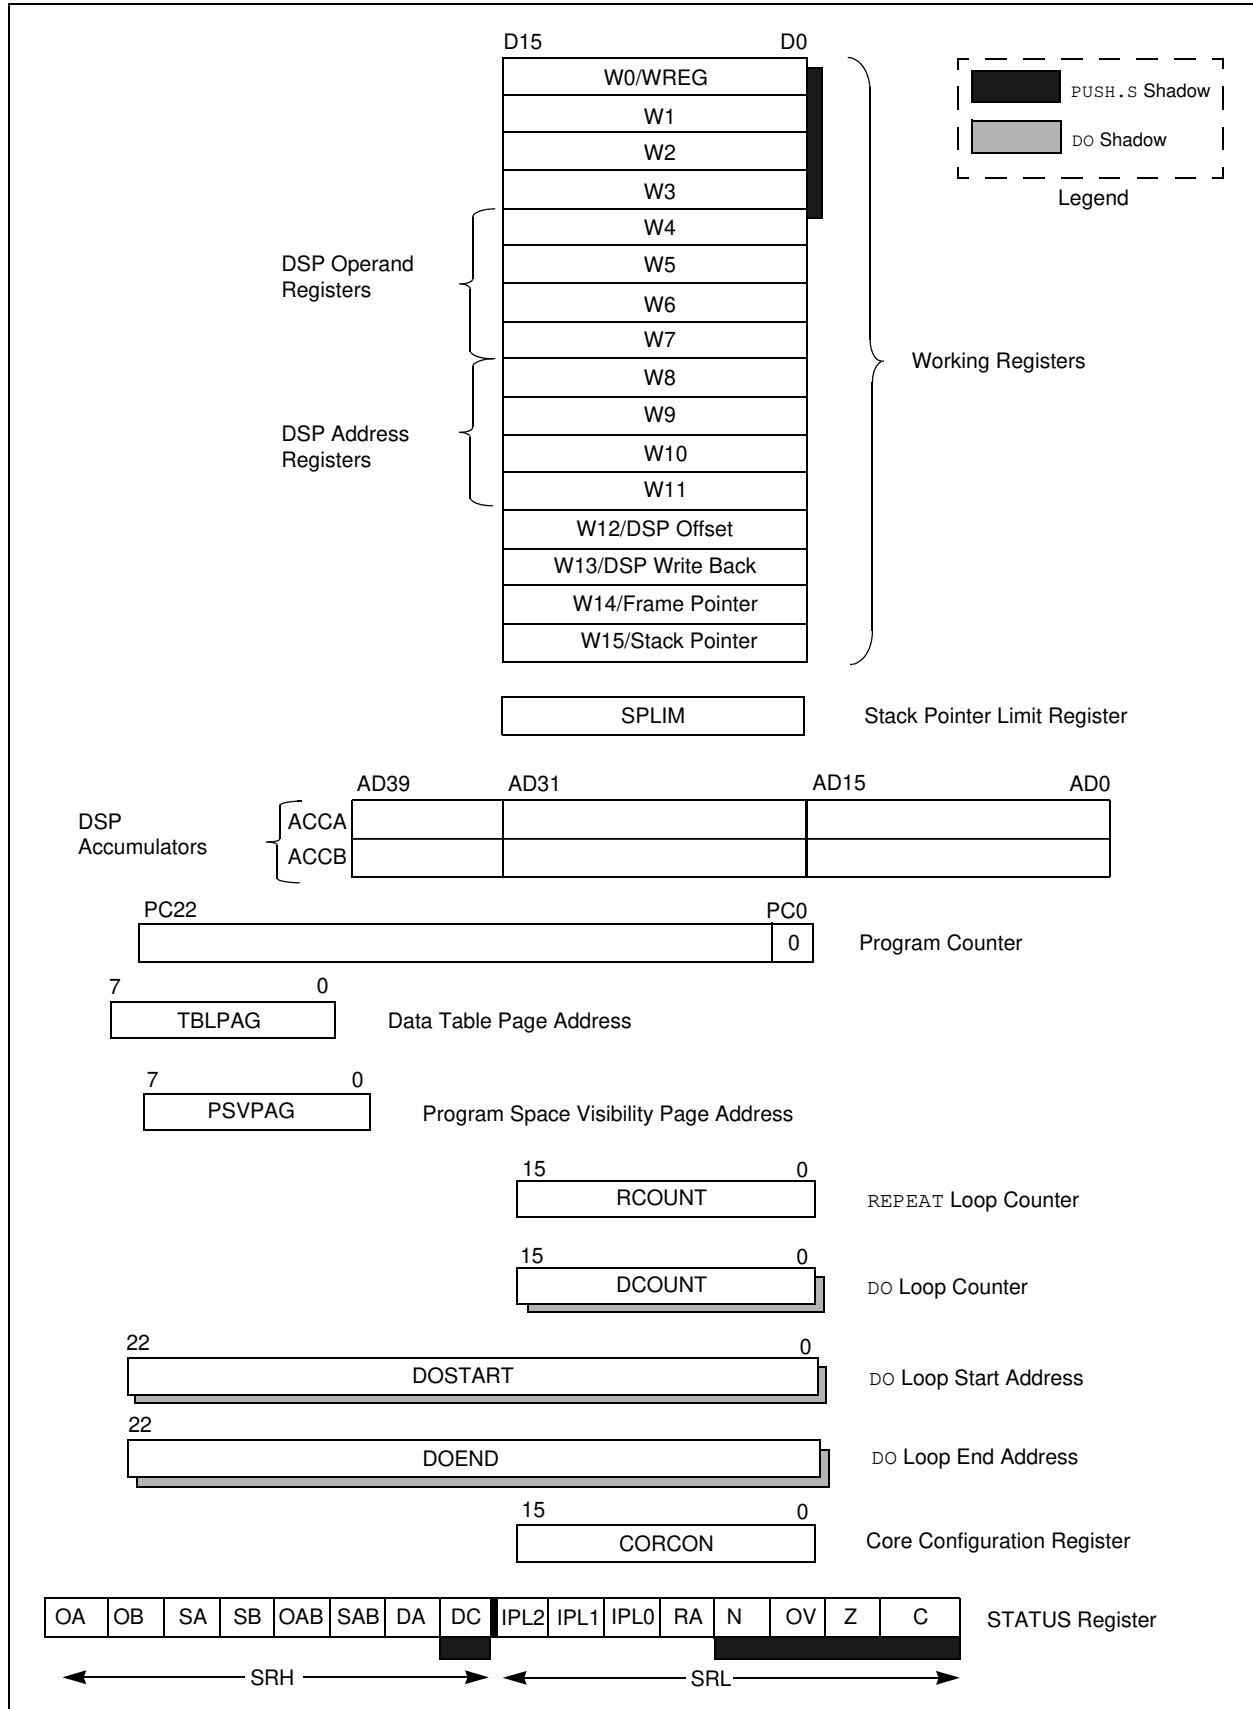 D15 D0
W0/WREG
W1
W2
W3
W4
W5
W6
W7
W8
W9
W10
W11
W12/DSP Offset
W13/DSP Write Back
W14/Frame Pointer
W15/Stack Pointer
DSP Operand
Registers
DSP Address
Registers
Working Registers
PUSH.S Shadow
DO Shadow
Legend
SPLIM Stack Pointer Limit Register
AD39 AD31 AD15 AD0
DSP
Accumulators
ACCA
ACCB
PC22 PC0
0 Program Counter
7 0
TBLPAG Data Table Page Address
7 0
PSVPAG Program Space Visibility Page Address
15 0
RCOUNT REPEAT Loop Counter
15 0
DCOUNT DO Loop Counter
22 0
DOSTART DO Loop Start Address
22
DOEND DO Loop End Address
15 0
CORCON Core Configuration Register
OA OB SA SB OAB SAB DA DC IPL2 IPL1 IPL0 RA N OV Z C STATUS Register
SRH SRL